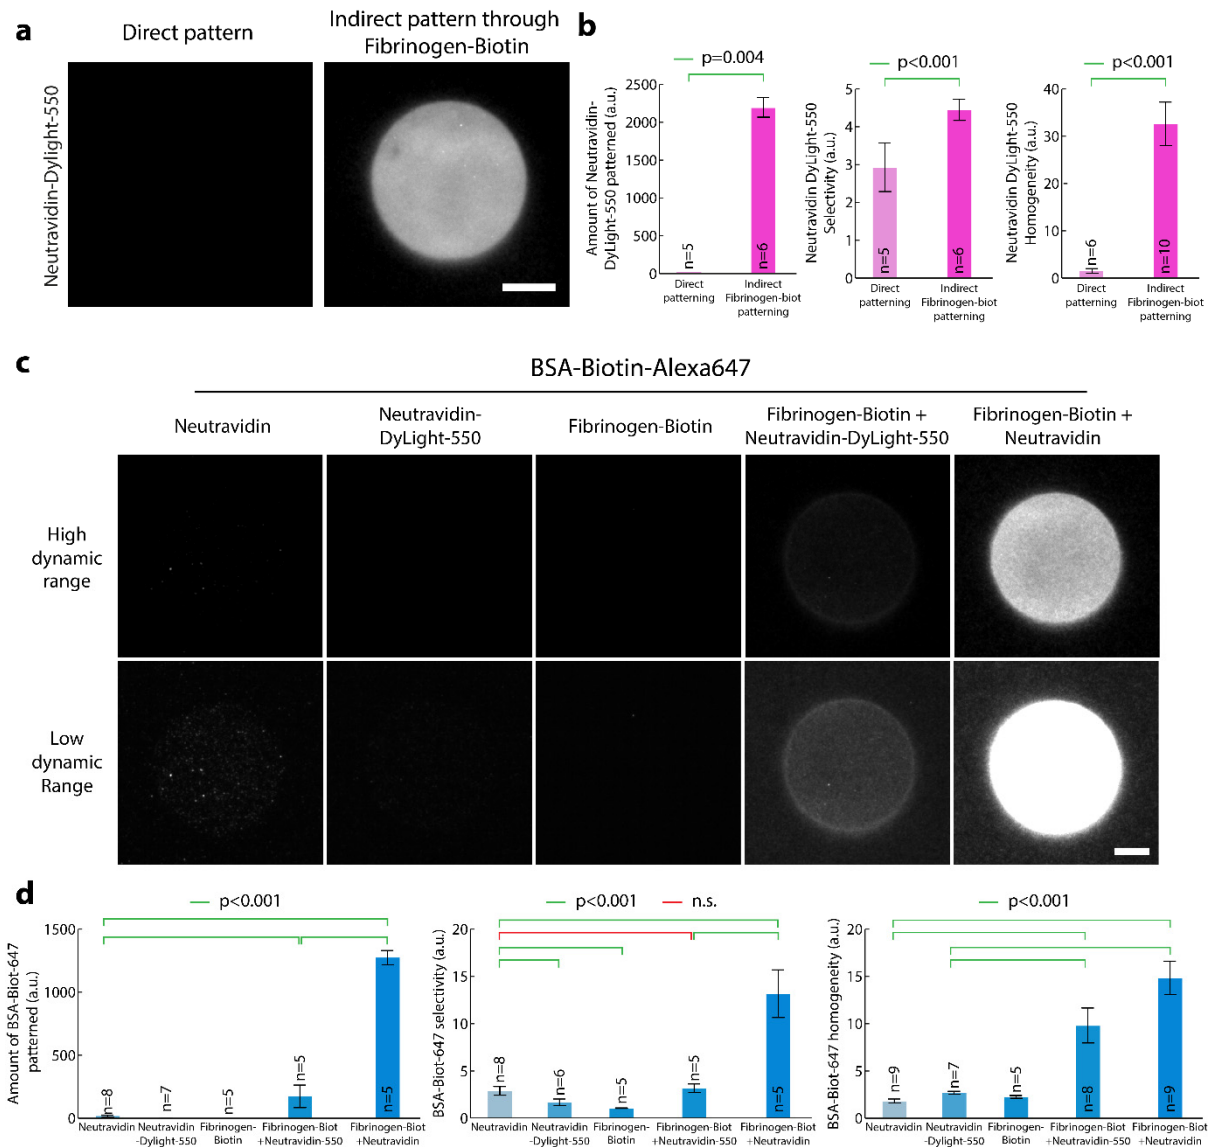 a
Direct pattern
Indirect pattern through
Fibrinogen-Biotin
Neutravidin-Dylight-550
b
p=0.004
Amount of Neutravidin-
DyLight-550 patterned (a.u.)
2500
2000
1500
1000
500
0
n=5
n=6
Direct
patterning
Indirect
Fibrinogen-biot
patterning
p<0.001
Neutravidin DyLight-550
Selectivity (a.u.)
5
4
3
2
1
0
n=5
n=6
Direct
patterning
Indirect
Fibrinogen-biot
patterning
p<0.001
Neutravidin DyLight-550
Homogeneity (a.u.)
40
30
20
10
0
n=6
n=10
Direct
patterning
Indirect
Fibrinogen-biot
patterning
c
BSA-Biotin-Alexa647
Neutravidin
Neutravidin-
DyLight-550
Fibrinogen-Biotin
Fibrinogen-Biotin +
Neutravidin-DyLight-550
Fibrinogen-Biotin +
Neutravidin
High
dynamic
range
Low
dynamic
Range
d
p<0.001
Amount of BSA-Biot-647
patterned (a.u.)
1500
1000
500
0
n=8
n=7
n=5
n=5
n=5
Neutravidin
Neutravidin
-Dylight-550
Fibrinogen-
Biotin
Fibrinogen-Biot
+Neutravidin-550
Fibrinogen-Biot
+Neutravidin
p<0.001
n.s.
BSA-Biot-647 selectivity (a.u.)
20
15
10
5
0
n=8
n=6
n=5
n=5
n=5
Neutravidin
Neutravidin
-DyLight-550
Fibrinogen-
Biotin
Fibrinogen-Biot
+Neutravidin-550
Fibrinogen-Biot
+Neutravidin
p<0.001
BSA-Biot-647 homogeneity (a.u.)
20
15
10
5
0
n=9
n=7
n=5
n=8
n=9
Neutravidin
Neutravidin
-DyLight-550
Fibrinogen-
Biotin
Fibrinogen-Biot
+Neutravidin-550
Fibrinogen-Biot
+Neutravidin